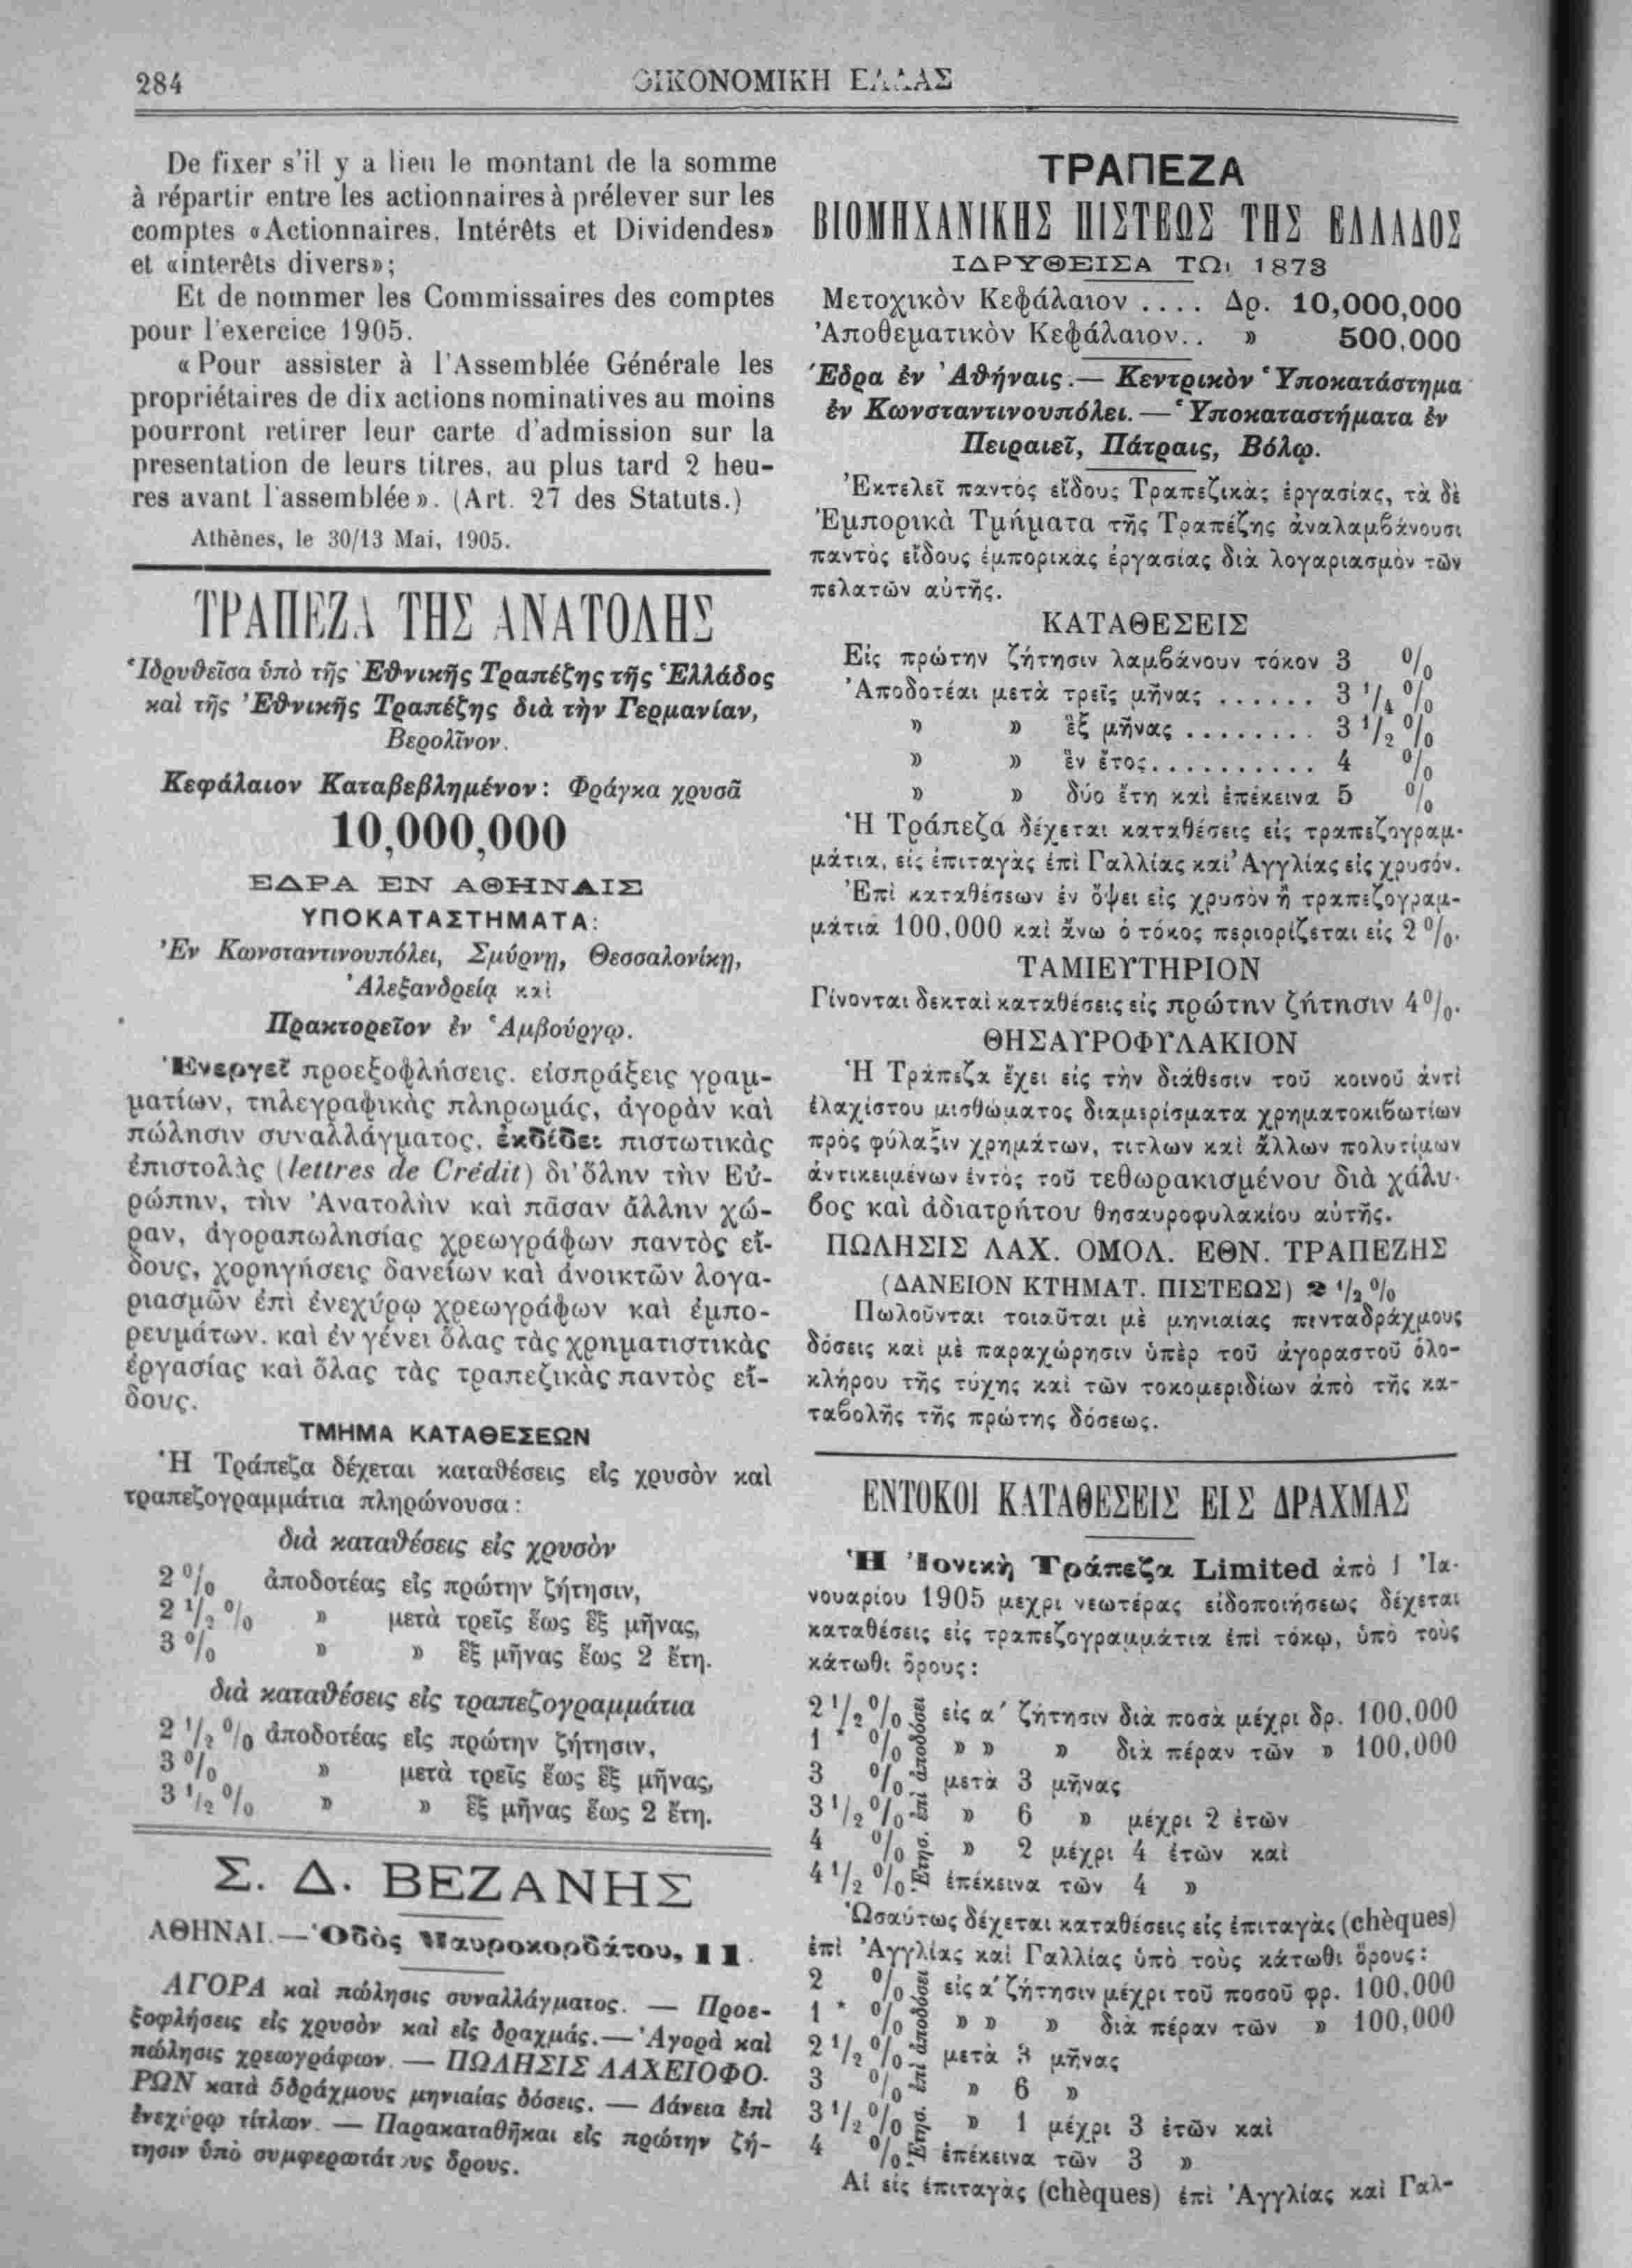 284
ΟΙΚΟΝΟΜΙΚΗ ΕΛΛΑΣ
De fixer s'il y a lieu le montant de la somme
à répartir entre les actionnaires à prélever sur les
comptes «Actionnaires, Intérêts et Dividendes»
et «interêts divers»;
Et de nommer les Commissaires des comptes
pour l'exercice 1905.
«Pour assister à l'Assemblée Générale les
propriétaires de dix actions nominatives au moins
pourront retirer leur carte d'admission sur la
presentation de leurs titres, au plus tard 2 heu-
res avant l'assemblée». (Art. 27 des Statuts.)
Athènes, le 30/13 Mai, 1905.
ΤΡΑΠΕΖΑ ΤΗΣ ΑΝΑΤΟΛΗΣ
Ἱδρυθεῖσα ὑπὸ τῆς Ἐθνικῆς Τραπέζης τῆς Ἑλλάδος
καὶ τῆς Ἐθνικῆς Τραπέζης διὰ τὴν Γερμανίαν,
Βερολῖνον.
Κεφάλαιον Καταβεβλημένον: Φράγκα χρυσᾶ
10,000,000
ΕΔΡΑ ΕΝ ΑΘΗΝΑΙΣ
ΥΠΟΚΑΤΑΣΤΗΜΑΤΑ:
Ἐν Κωνσταντινουπόλει, Σμύρνῃ, Θεσσαλονίκῃ,
Ἀλεξανδρείᾳ καὶ
Πρακτορεῖον ἐν Ἁμβούργῳ.
Ἐνεργεῖ προεξοφλήσεις, εἰσπράξεις γραμ-
ματίων, τηλεγραφικὰς πληρωμάς, ἀγορὰν καὶ
πώλησιν συναλλάγματος, ἐκδίδει πιστωτικὰς
ἐπιστολὰς (lettres de Crédit) δι' ὅλην τὴν Εὐ-
ρώπην, τὴν Ἀνατολὴν καὶ πᾶσαν ἄλλην χώ-
ραν, ἀγοραπωλησίας χρεωγράφων παντὸς εἴ-
δους, χορηγήσεις δανείων καὶ ἀνοικτῶν λογα-
ριασμῶν ἐπὶ ἐνεχύρῳ χρεωγράφων καὶ ἐμπο-
ρευμάτων, καὶ ἐν γένει ὅλας τὰς χρηματιστικὰς
ἐργασίας καὶ ὅλας τὰς τραπεζικὰς παντὸς εἴ-
δους.
ΤΜΗΜΑ ΚΑΤΑΘΕΣΕΩΝ
Ἡ Τράπεζα δέχεται καταθέσεις εἰς χρυσὸν καὶ
τραπεζογραμμάτια πληρώνουσα:
διὰ καταθέσεις εἰς χρυσὸν
2 % ἀποδοτέας εἰς πρώτην ζήτησιν,
2 1/2 % » μετὰ τρεῖς ἕως ἓξ μῆνας,
3 % » » ἓξ μῆνας ἕως 2 ἔτη.
διὰ καταθέσεις εἰς τραπεζογραμμάτια
2 1/2 % ἀποδοτέας εἰς πρώτην ζήτησιν,
3 % » μετὰ τρεῖς ἕως ἓξ μῆνας,
3 1/2 % » » ἓξ μῆνας ἕως 2 ἔτη.
Σ. Δ. ΒΕΖΑΝΗΣ
ΑΘΗΝΑΙ.—Ὁδὸς Μαυροκορδάτου, 11.
ΑΓΟΡΑ καὶ πώλησις συναλλάγματος. — Προε-
ξοφλήσεις εἰς χρυσὸν καὶ εἰς δραχμάς.—Ἀγορὰ καὶ
πώλησις χρεωγράφων. — ΠΩΛΗΣΙΣ ΛΑΧΕΙΟΦΟ-
ΡΩΝ κατὰ 5δράχμους μηνιαίας δόσεις. — Δάνεια ἐπὶ
ἐνεχύρῳ τίτλων. — Παρακαταθῆκαι εἰς πρώτην ζή-
τησιν ὑπὸ συμφερωτάτους ὅρους.
ΤΡΑΠΕΖΑ
ΒΙΟΜΗΧΑΝΙΚΗΣ ΠΙΣΤΕΩΣ ΤΗΣ ΕΛΛΑΔΟΣ
ΙΔΡΥΘΕΙΣΑ ΤΩι 1873
Μετοχικὸν Κεφάλαιον .... Δρ. 10,000,000
Ἀποθεματικὸν Κεφάλαιον.. » 500,000
Ἕδρα ἐν Ἀθήναις.— Κεντρικὸν Ὑποκατάστημα
ἐν Κωνσταντινουπόλει. — Ὑποκαταστήματα ἐν
Πειραιεῖ, Πάτραις, Βόλῳ.
Ἐκτελεῖ παντὸς εἴδους Τραπεζικὰς ἐργασίας, τὰ δὲ
Ἐμπορικὰ Τμήματα τῆς Τραπέζης ἀναλαμβάνουσι
παντὸς εἴδους ἐμπορικὰς ἐργασίας διὰ λογαριασμὸν τῶν
πελατῶν αὐτῆς.
ΚΑΤΑΘΕΣΕΙΣ
Εἰς πρώτην ζήτησιν λαμβάνουν τόκον 3 %
Ἀποδοτέαι μετὰ τρεῖς μῆνας ...... 3 1/4 %
» » ἓξ μῆνας ........ 3 1/2 %
» » ἓν ἔτος........... 4 %
» » δύο ἔτη καὶ ἐπέκεινα 5 %
Ἡ Τράπεζα δέχεται καταθέσεις εἰς τραπεζογραμ-
μάτια, εἰς ἐπιταγὰς ἐπὶ Γαλλίας καὶ Ἀγγλίας εἰς χρυσόν.
Ἐπὶ καταθέσεων ἐν ὄψει εἰς χρυσὸν ἢ τραπεζογραμ-
μάτια 100,000 καὶ ἄνω ὁ τόκος περιορίζεται εἰς 2 %.
ΤΑΜΙΕΥΤΗΡΙΟΝ
Γίνονται δεκταὶ καταθέσεις εἰς πρώτην ζήτησιν 4 %.
ΘΗΣΑΥΡΟΦΥΛΑΚΙΟΝ
Ἡ Τράπεζα ἔχει εἰς τὴν διάθεσιν τοῦ κοινοῦ ἀντὶ
ἐλαχίστου μισθώματος διαμερίσματα χρηματοκιβωτίων
πρὸς φύλαξιν χρημάτων, τιτλων καὶ ἄλλων πολυτίμων
ἀντικειμένων ἐντὸς τοῦ τεθωρακισμένου διὰ χάλυ-
βος καὶ ἀδιατρήτου θησαυροφυλακίου αὐτῆς.
ΠΩΛΗΣΙΣ ΛΑΧ. ΟΜΟΛ. ΕΘΝ. ΤΡΑΠΕΖΗΣ
(ΔΑΝΕΙΟΝ ΚΤΗΜΑΤ. ΠΙΣΤΕΩΣ) 2 1/2 %
Πωλοῦνται τοιαῦται μὲ μηνιαίας πενταδράχμους
δόσεις καὶ μὲ παραχώρησιν ὑπὲρ τοῦ ἀγοραστοῦ ὁλο-
κλήρου τῆς τύχης καὶ τῶν τοκομεριδίων ἀπὸ τῆς κα-
ταβολῆς τῆς πρώτης δόσεως.
ΕΝΤΟΚΟΙ ΚΑΤΑΘΕΣΕΙΣ ΕΙΣ ΔΡΑΧΜΑΣ
Ἡ Ἰονικὴ Τράπεζα Limited ἀπὸ 1 Ἰα-
νουαρίου 1905 μεχρι νεωτέρας εἰδοποιήσεως δέχεται
καταθέσεις εἰς τραπεζογραμμάτια ἐπὶ τόκῳ, ὑπὸ τοὺς
κάτωθι ὅρους:
Ἐτησ. ἐπὶ ἀποδόσει
2 1/2 % εἰς α΄ ζήτησιν διὰ ποσὰ μέχρι δρ. 100,000
1 * % » » » διὰ πέραν τῶν » 100,000
3 % μετὰ 3 μῆνας
3 1/2 % » 6 » μέχρι 2 ἐτῶν
4 % » 2 μέχρι 4 ἐτῶν καὶ
4 1/2 % ἐπέκεινα τῶν 4 »
Ὡσαύτως δέχεται καταθέσεις εἰς ἐπιταγὰς (chèques)
ἐπὶ Ἀγγλίας καὶ Γαλλίας ὑπὸ τοὺς κάτωθι ὅρους:
Ἐτησ. ἐπὶ ἀποδόσει
2 % εἰς α΄ ζήτησιν μέχρι τοῦ ποσοῦ φρ. 100,000
1 * % » » » διὰ πέραν τῶν » 100,000
2 1/2 % μετὰ 3 μῆνας
3 % » 6 »
3 1/2 % » 1 μέχρι 3 ἐτῶν καὶ
4 % ἐπέκεινα τῶν 3 »
Αἱ εἰς ἐπιταγὰς (chèques) ἐπὶ Ἀγγλίας καὶ Γαλ-